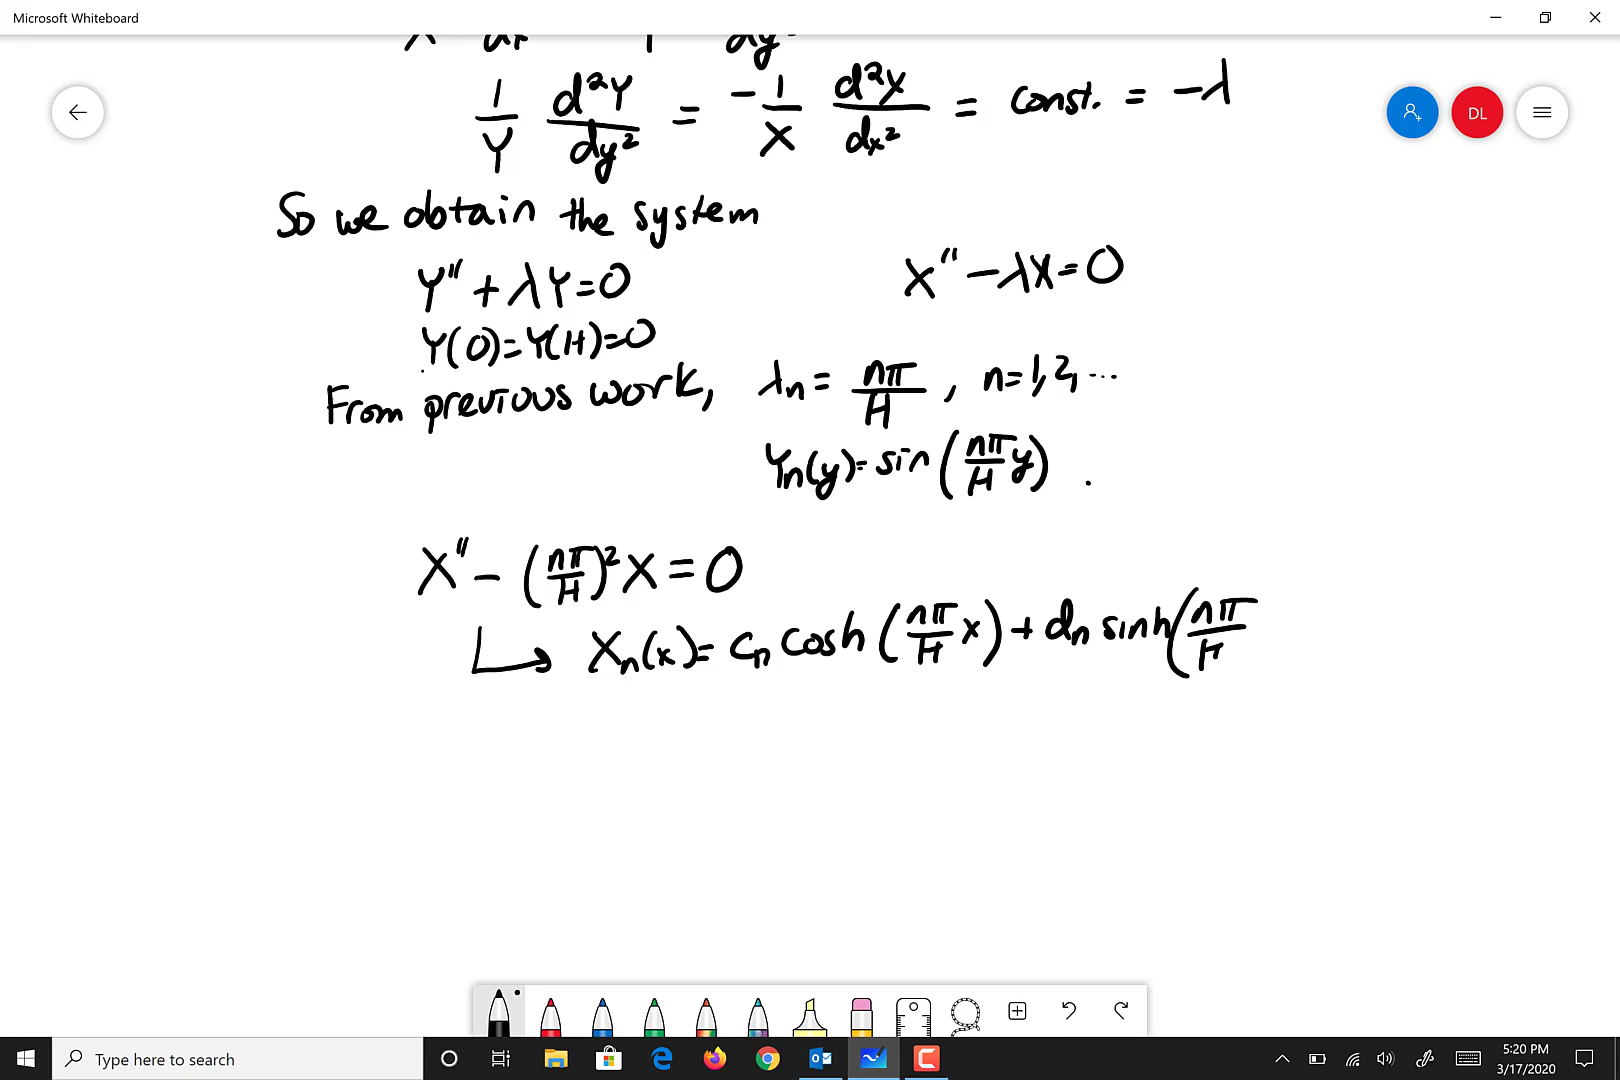 Microsoft Whiteboard
1/Y d²Y/dy² = -1/X d²X/dx² = const. = -λ
DL
So we obtain the system
Y'' + λY=0 X'' - λX=0
Y(0)=Y(H)=0
From previous work, λn = nπ/H , n=1,2, ...
Yn(y)=sin(nπ/H y) .
X'' - (nπ/H)²X=0
↳ Xn(x)= cn cosh(nπ/H x)+ dn sinh(nπ/H
Type here to search
5:20 PM
3/17/2020